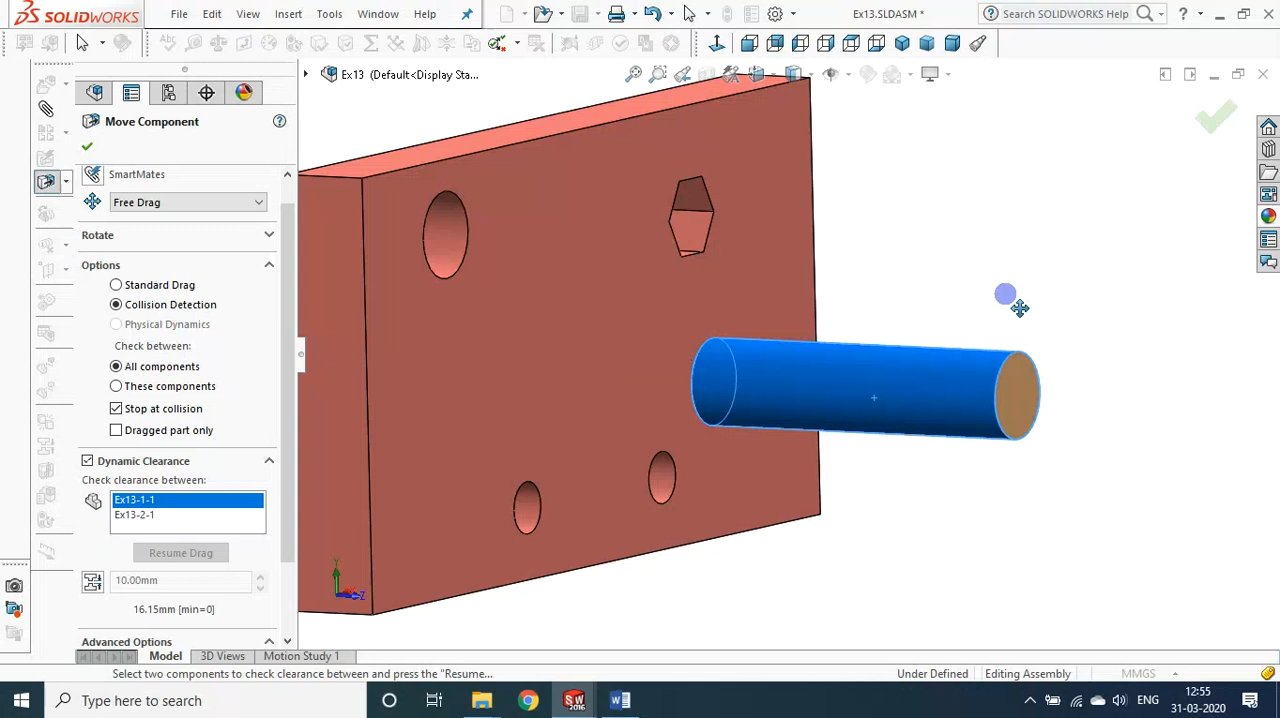 SOLIDWORKS File Edit View Insert Tools Window Help Ex13.SLDASM * Search SOLIDWORKS Help ?
Ex13 (Default<Display Sta...
Move Component
SmartMates
Free Drag
Rotate
Options
Standard Drag
Collision Detection
Physical Dynamics
Check between:
All components
These components
Stop at collision
Dragged part only
Dynamic Clearance
Check clearance between:
Ex13-1-1
Ex13-2-1
Resume Drag
10.00mm
16.15mm [min=0]
Advanced Options
Y
Z
Model 3D Views Motion Study 1
Select two components to check clearance between and press the "Resume... Under Defined Editing Assembly MMGS
Type here to search SW 2016 ENG 12:55
31-03-2020